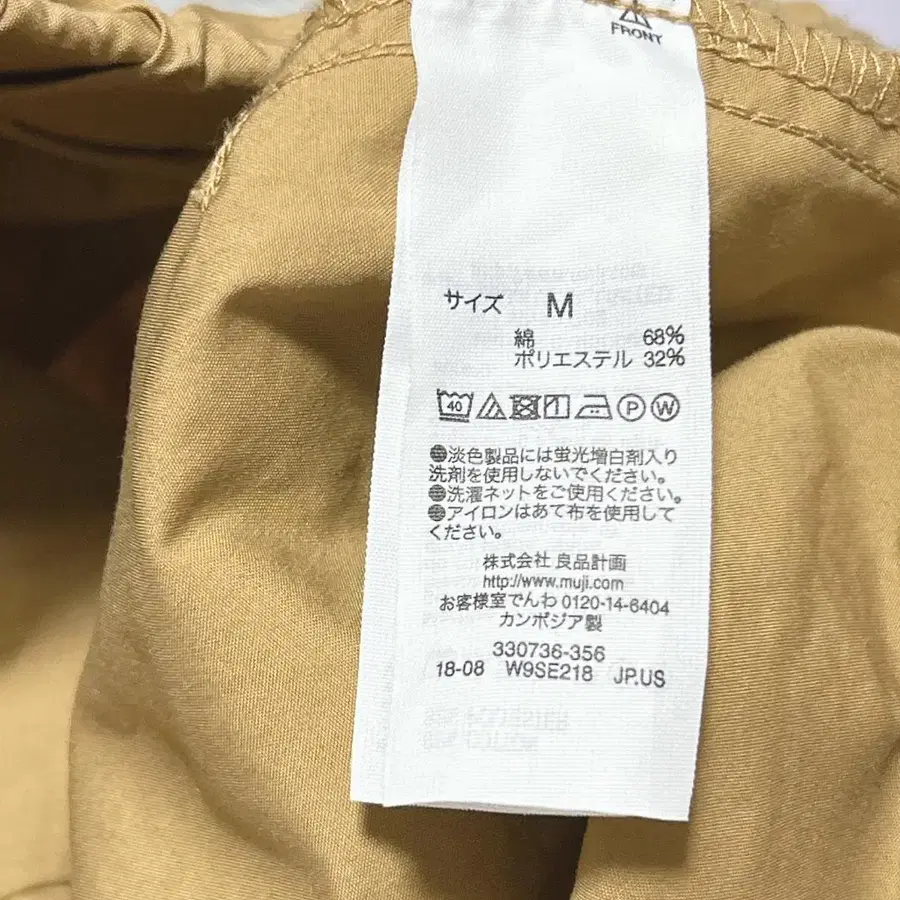 FRONT
サイズ M
綿 68%
ポリエステル 32%
40 P W
●淡色製品には蛍光増白剤入り
洗剤を使用しないでください。
●洗濯ネットをご使用ください。
●アイロンはあて布を使用して
ください。
株式会社 良品計画
http://www.muji.com
お客様室でんわ 0120-14-6404
カンボジア製
330736-356
18-08 W9SE218 JP.US